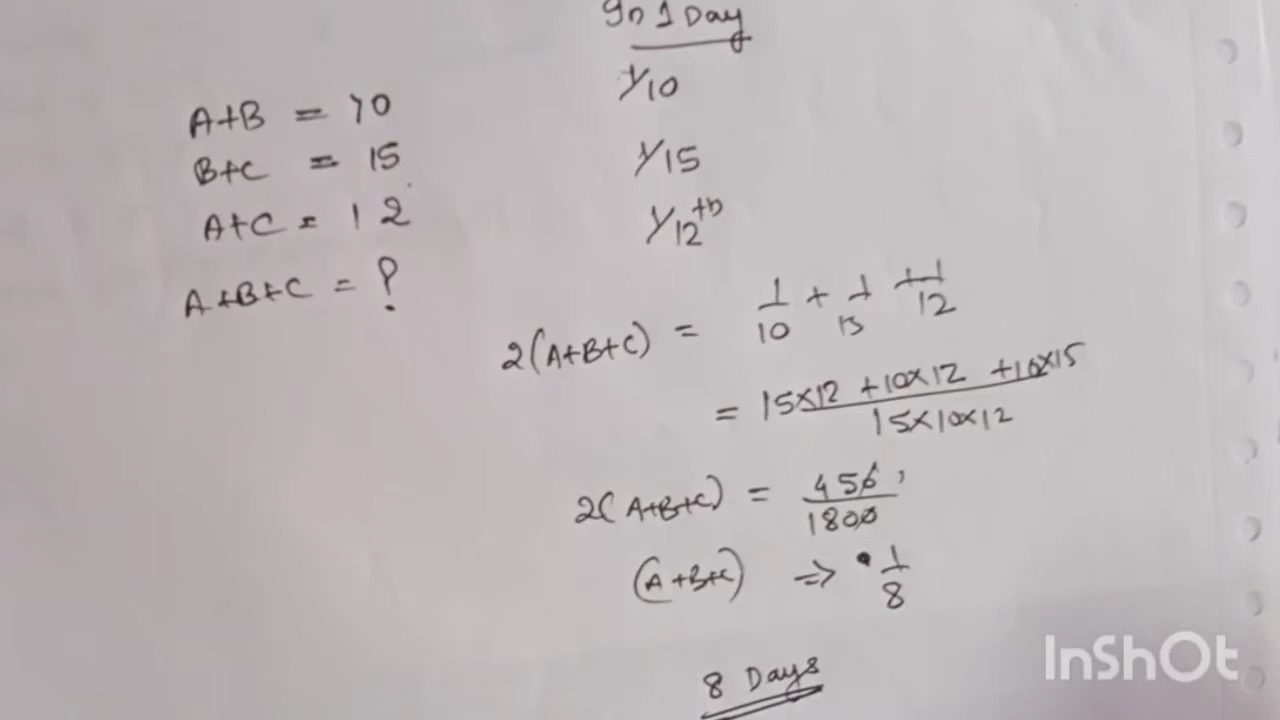 In 1 Day
A+B = 10
1/10
B+C = 15
1/15
A+C = 12
1/12th
A+B+C = ?
2(A+B+C) = 1/10 + 1/15 + 1/12
= 15×12 + 10×12 + 10×15 / 15×10×12
2(A+B+C) = 450 / 1800
(A+B+C) => 1/8
8 Days
InShOt